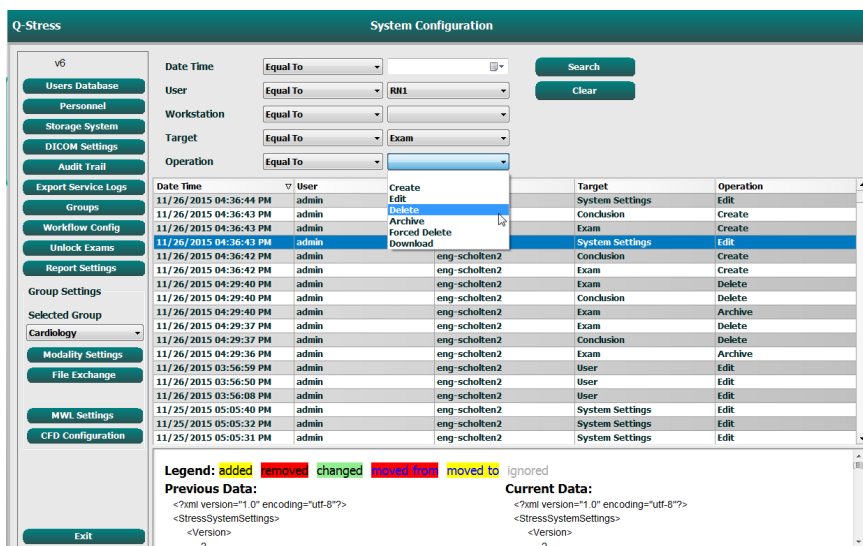 Q-Stress System Configuration
v6
Users Database
Personnel
Storage System
DICOM Settings
Audit Trail
Export Service Logs
Groups
Workflow Config
Unlock Exams
Report Settings
Group Settings
Selected Group
Cardiology
Modality Settings
File Exchange
MWL Settings
CFD Configuration
Exit
Date Time Equal To Search
User Equal To RN1 Clear
Workstation Equal To
Target Equal To Exam
Operation Equal To
Create
Edit
Delete
Archive
Forced Delete
Download
Date Time User Target Operation
11/26/2015 04:36:44 PM admin System Settings Edit
11/26/2015 04:36:43 PM admin Conclusion Create
11/26/2015 04:36:43 PM admin Exam Create
11/26/2015 04:36:43 PM admin System Settings Edit
11/26/2015 04:36:42 PM admin eng-scholten2 Conclusion Create
11/26/2015 04:36:42 PM admin eng-scholten2 Exam Create
11/26/2015 04:29:40 PM admin eng-scholten2 Exam Delete
11/26/2015 04:29:40 PM admin eng-scholten2 Conclusion Delete
11/26/2015 04:29:40 PM admin eng-scholten2 Exam Archive
11/26/2015 04:29:37 PM admin eng-scholten2 Exam Delete
11/26/2015 04:29:37 PM admin eng-scholten2 Conclusion Delete
11/26/2015 04:29:36 PM admin eng-scholten2 Exam Archive
11/26/2015 03:56:59 PM admin eng-scholten2 User Edit
11/26/2015 03:56:50 PM admin eng-scholten2 User Edit
11/26/2015 03:56:08 PM admin eng-scholten2 User Edit
11/25/2015 05:05:40 PM admin eng-scholten2 System Settings Edit
11/25/2015 05:05:32 PM admin eng-scholten2 System Settings Edit
11/25/2015 05:05:31 PM admin eng-scholten2 System Settings Edit
Legend: added removed changed moved from moved to ignored
Previous Data: Current Data:
<?xml version="1.0" encoding="utf-8"?> <?xml version="1.0" encoding="utf-8"?>
<StressSystemSettings> <StressSystemSettings>
<Version> <Version>